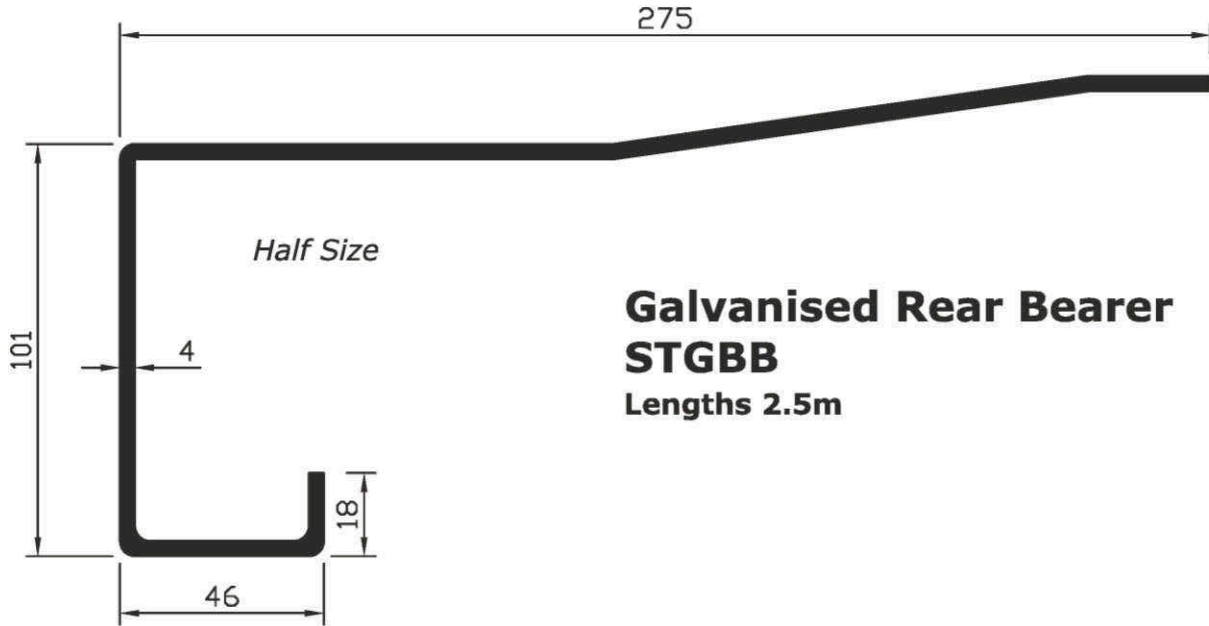 275
Half Size
101
4
Galvanised Rear Bearer
STGBB
Lengths 2.5m
18
46